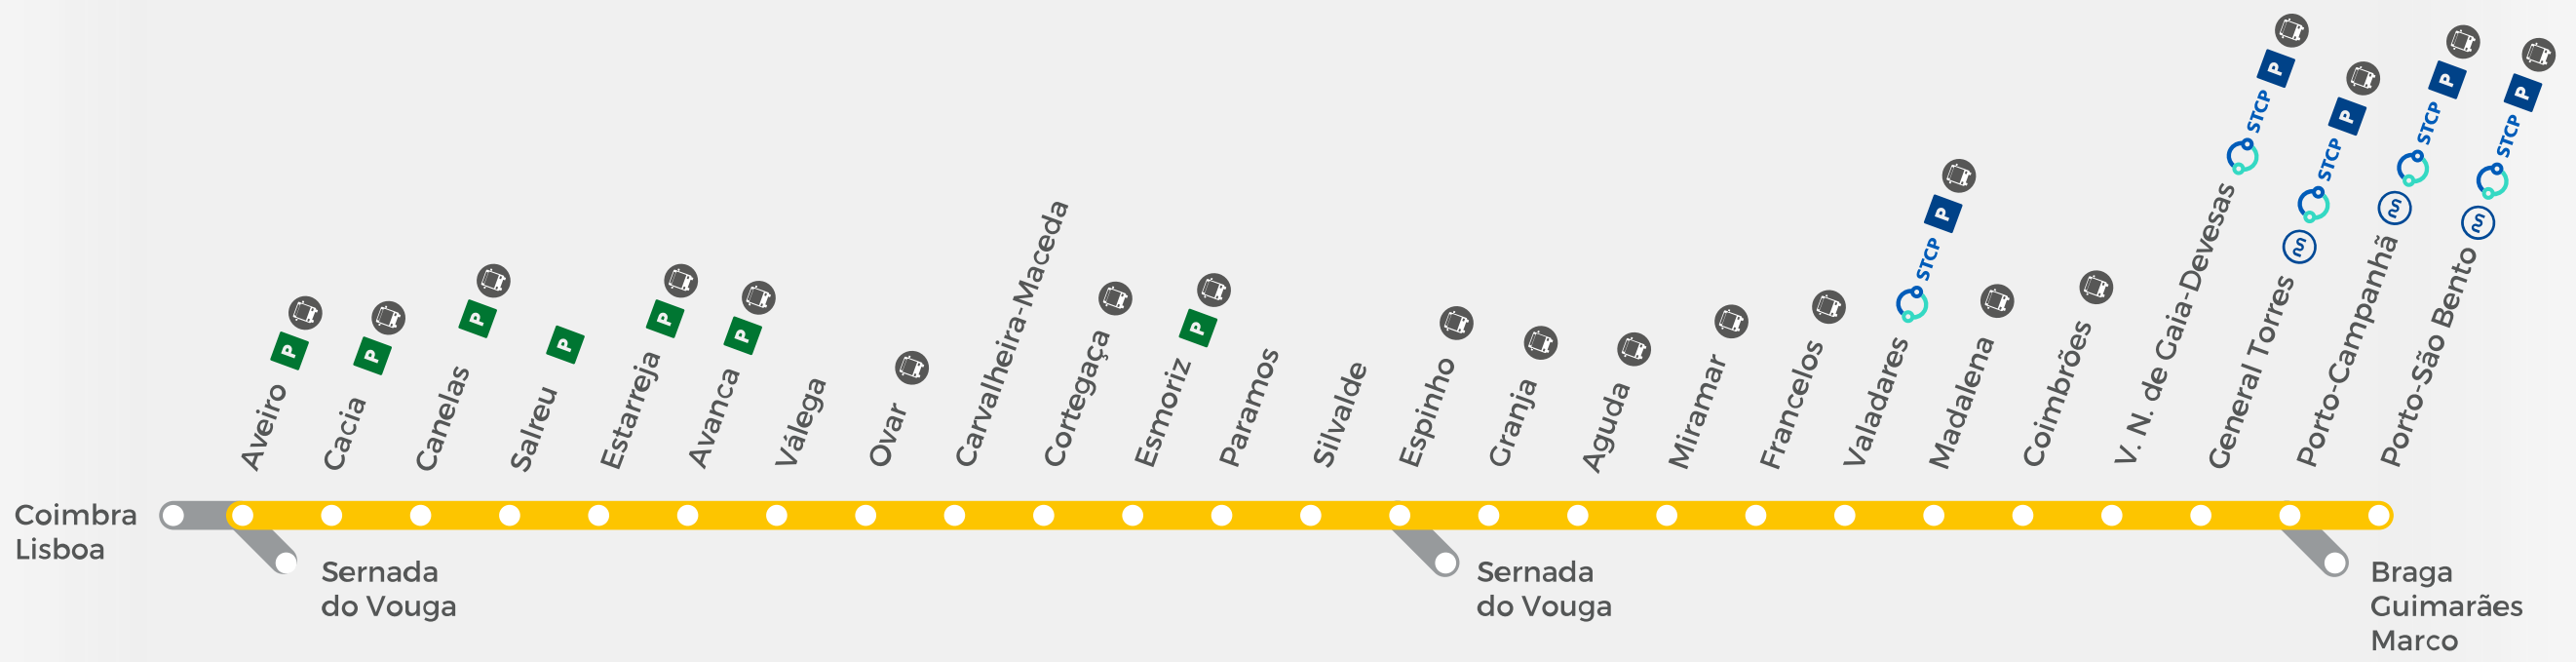 Aveiro P
Cacia P
Canelas P
Salreu P
Estarreja P
Avanca P
Válega
Ovar
Carvalheira-Maceda
Cortegaça
Esmoriz P
Paramos
Silvalde
Espinho
Granja
Aguda
Miramar
Francelos
Valadares STCP P
Madalena
Coimbrões
V. N. de Gaia-Devesas STCP P
General Torres STCP P
Porto-Campanhã STCP P
Porto-São Bento STCP P
Coimbra
Lisboa
Sernada
do Vouga
Sernada
do Vouga
Braga
Guimarães
Marco